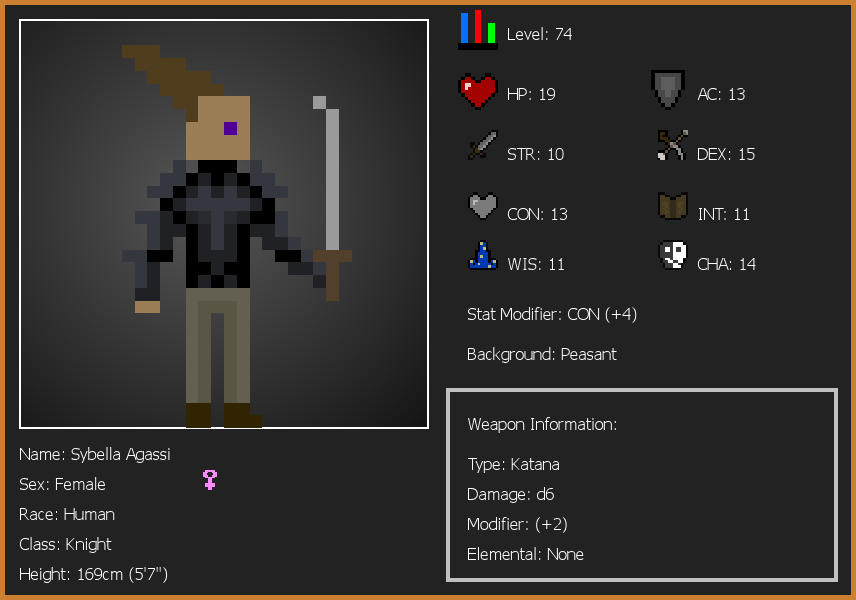 Level: 74
HP: 19
AC: 13
STR: 10
DEX: 15
CON: 13
INT: 11
WIS: 11
CHA: 14
Stat Modifier: CON (+4)
Background: Peasant
Weapon Information:
Type: Katana
Damage: d6
Modifier: (+2)
Elemental: None
Name: Sybella Agassi
Sex: Female
Race: Human
Class: Knight
Height: 169cm (5'7")